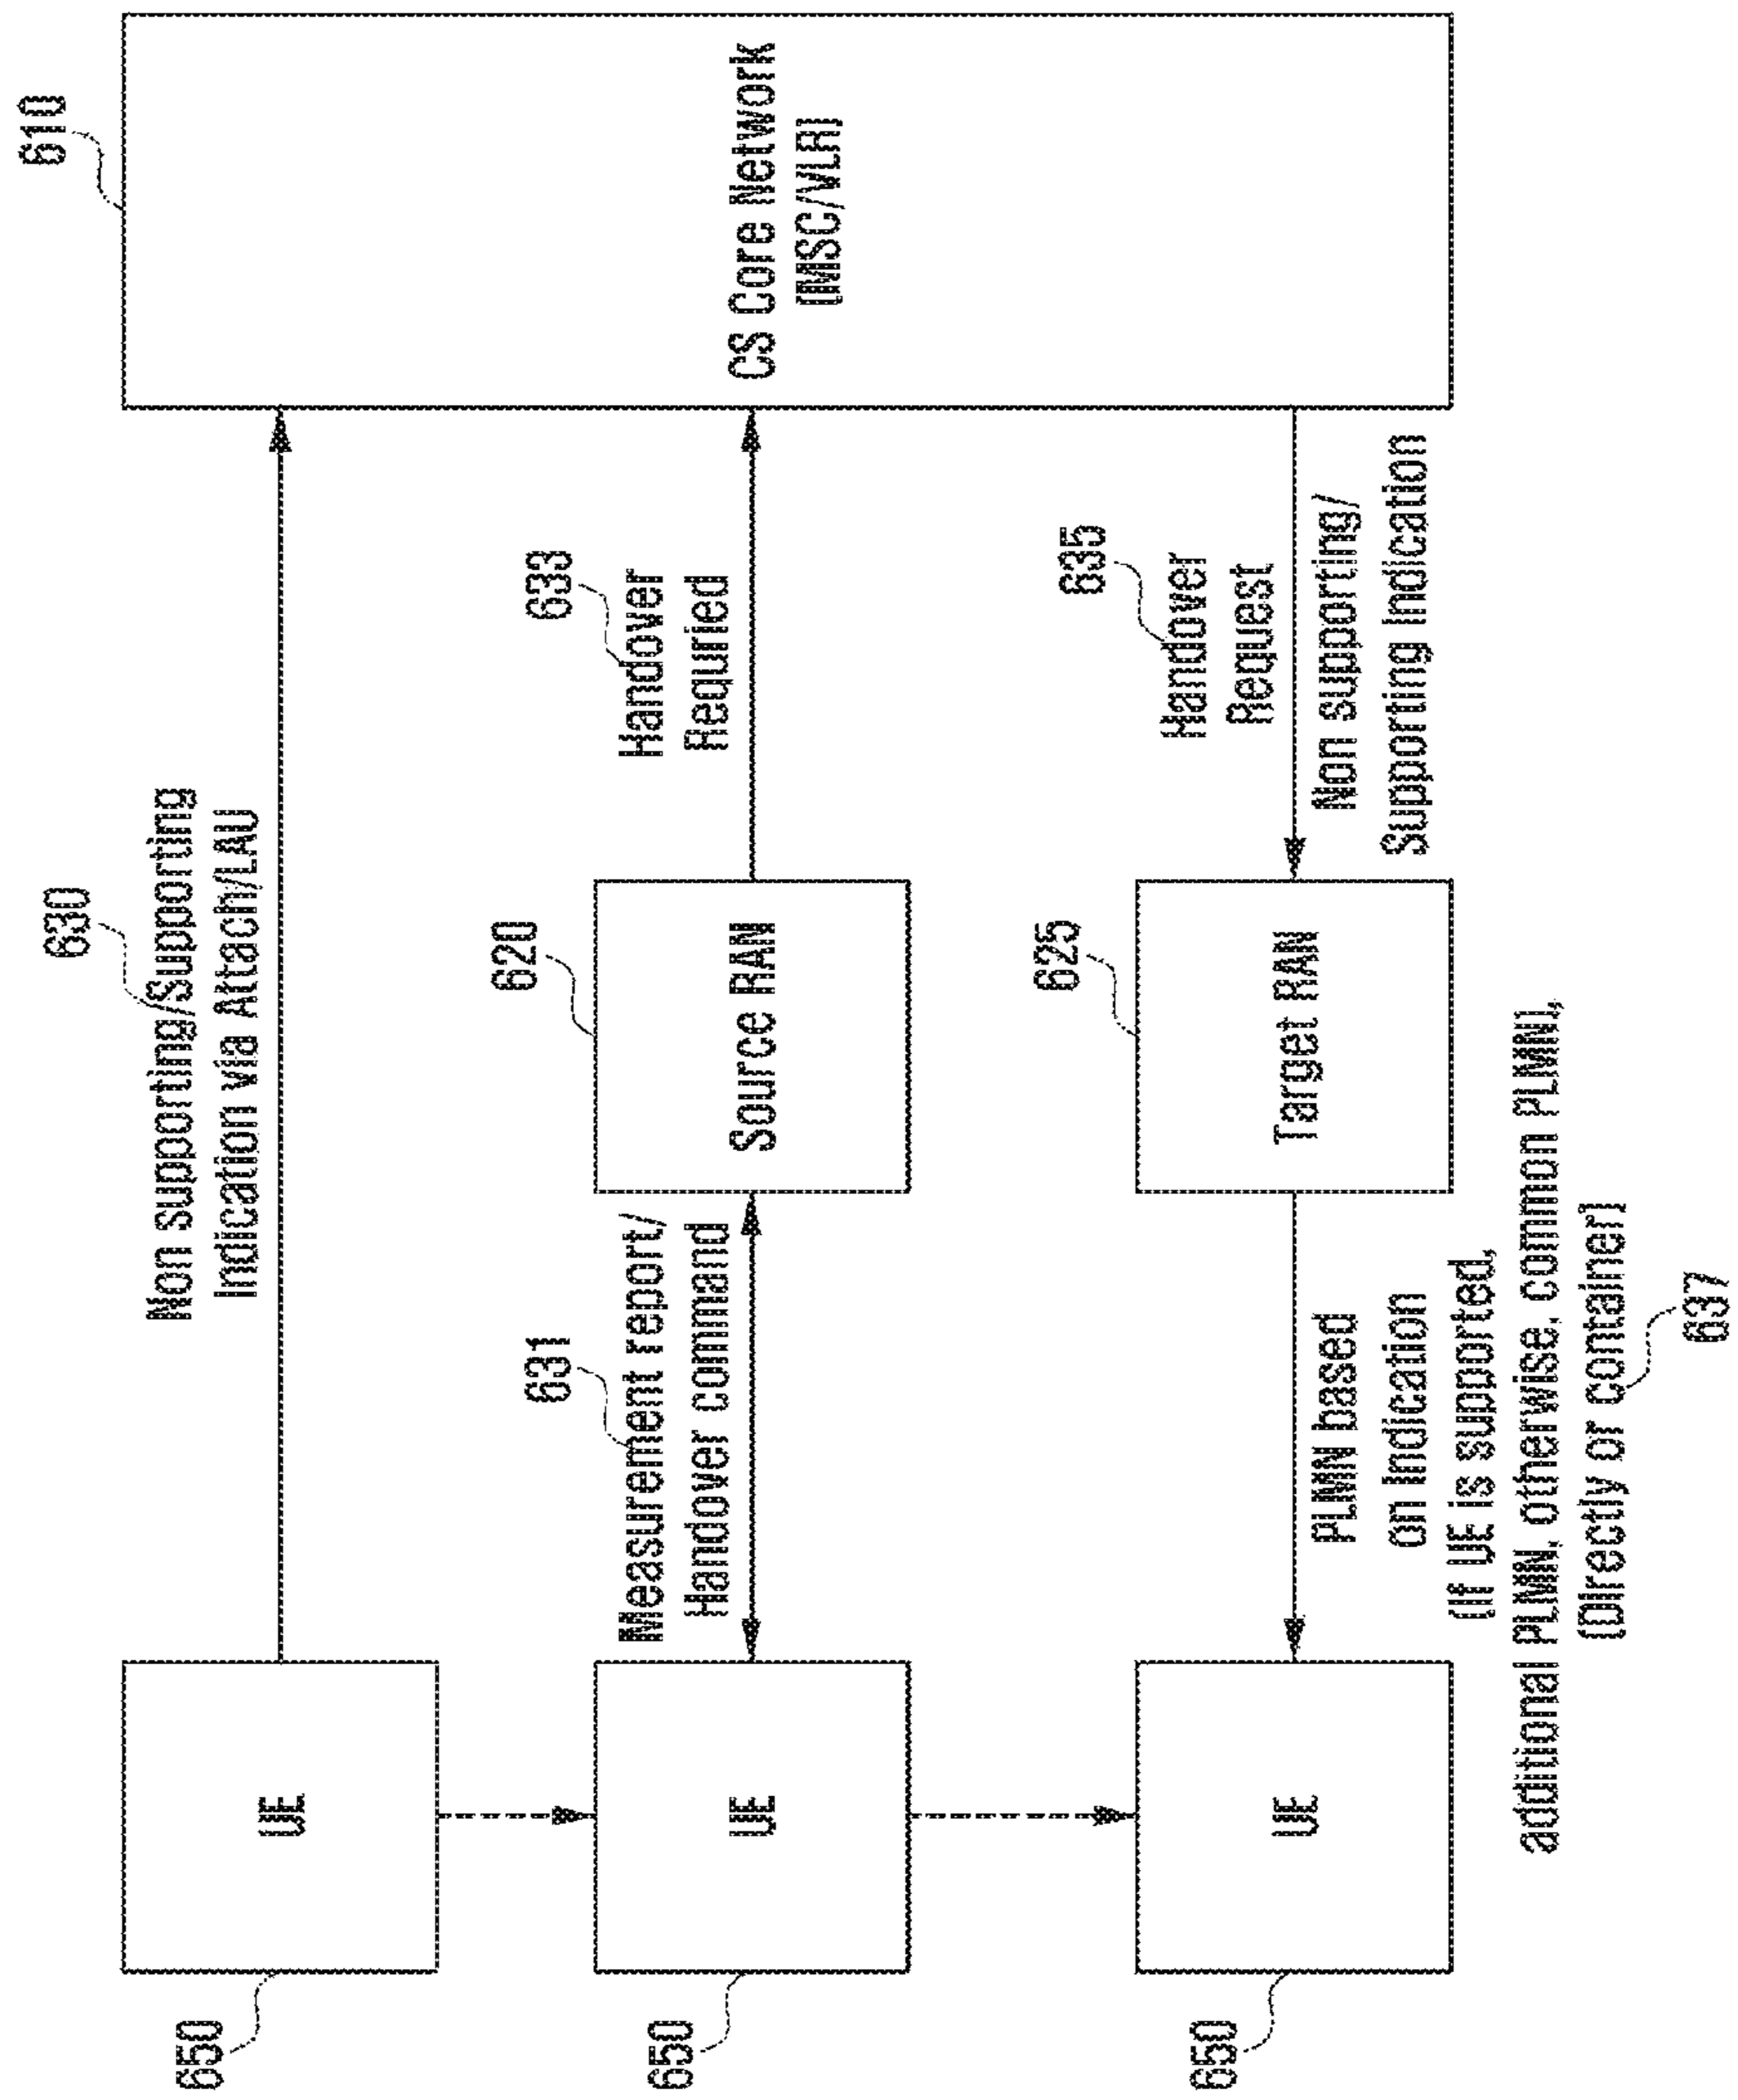 610
CS Core Network
(MSC/VLR)
630
Non supporting/Supporting
Indication via Attach/LAU
633
Handover
Requried
635
Handover
Request
Non supporting/
Supporting Indication
620
Source RAN
625
Target RAN
631
Measurement report/
Handover command
PLMN based
on Indication
(If UE is supported,
additional PLMN, otherwise, common PLMN),
(Directly or container)
637
UE
UE
UE
650
650
650